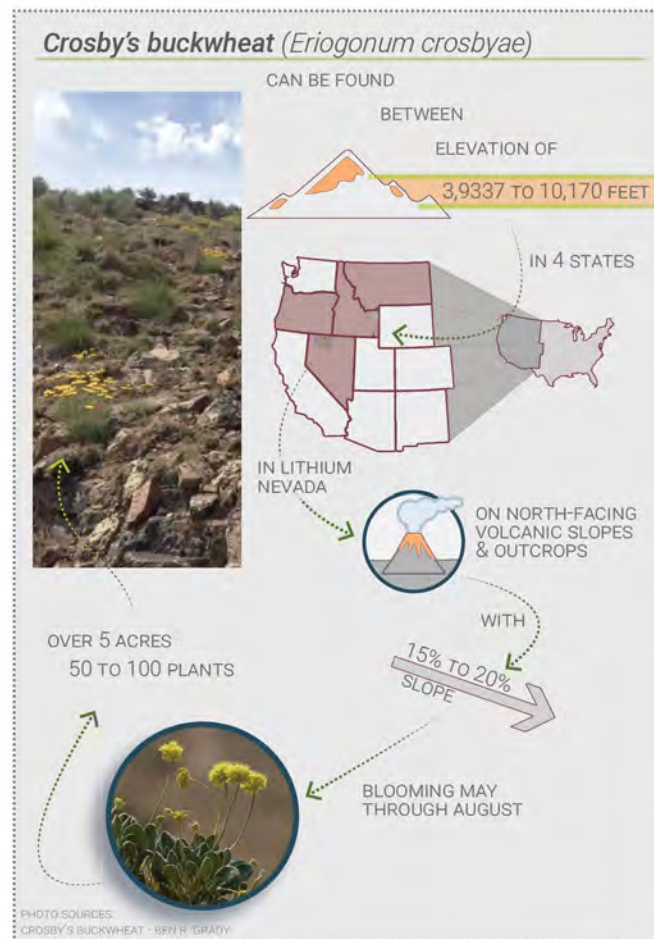 Crosby's buckwheat (Eriogonum crosbyae)
CAN BE FOUND
BETWEEN
ELEVATION OF
3,9337 TO 10,170 FEET
IN 4 STATES
IN LITHIUM
NEVADA
ON NORTH-FACING
VOLCANIC SLOPES
& OUTCROPS
WITH
15% TO 20%
SLOPE
BLOOMING MAY
THROUGH AUGUST
OVER 5 ACRES
50 TO 100 PLANTS
PHOTO SOURCES:
CROSBY'S BUCKWHEAT - BEN R. GRADY